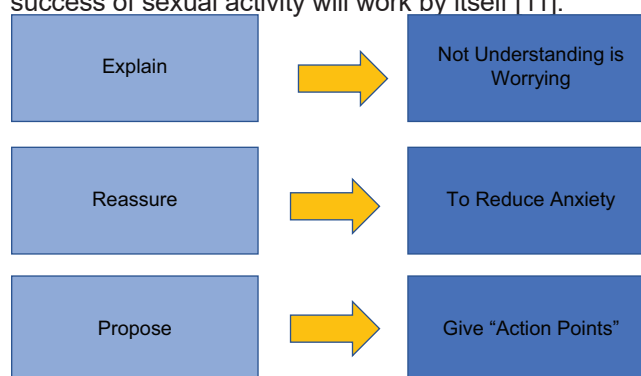 success of sexual activity will work by itself [11].
Explain
Not Understanding is
Worrying
Reassure
To Reduce Anxiety
Propose
Give “Action Points”